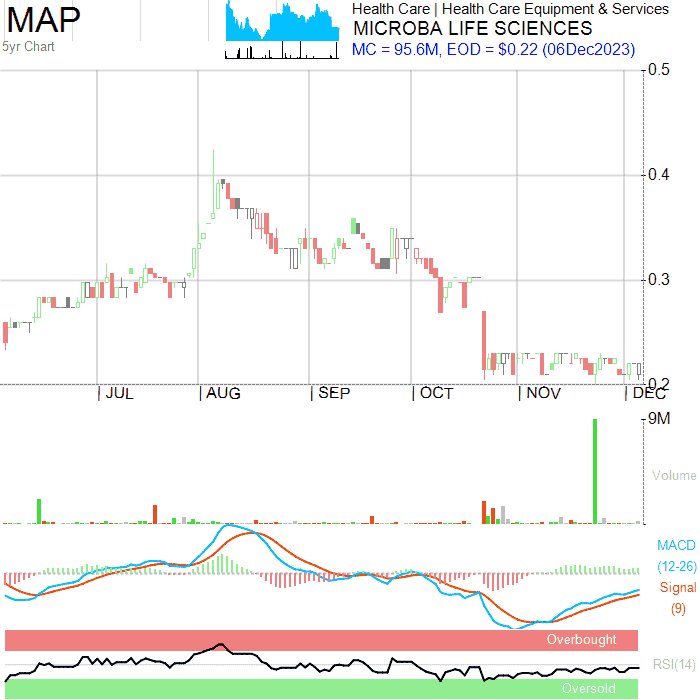 MAP
5yr Chart
Health Care | Health Care Equipment & Services
MICROBA LIFE SCIENCES
MC = 95.6M, EOD = $0.22 (06Dec2023)
0.5
0.4
0.3
0.2
JUL AUG SEP OCT NOV DEC
9M
Volume
MACD
(12-26)
Signal
(9)
Overbought
RSI(14)
Oversold